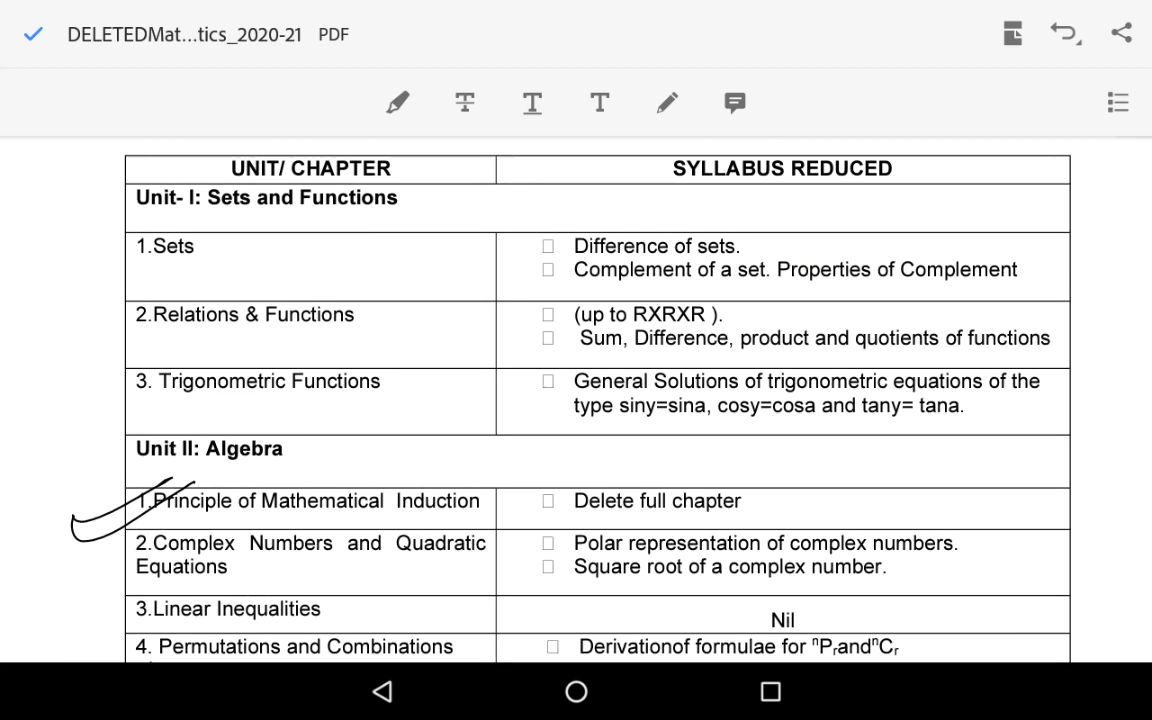 DELETEDMat...tics_2020-21 PDF
UNIT/ CHAPTER SYLLABUS REDUCED
Unit- I: Sets and Functions
1.Sets
Difference of sets.
Complement of a set. Properties of Complement
2.Relations & Functions
(up to RXRXR ).
Sum, Difference, product and quotients of functions
3. Trigonometric Functions
General Solutions of trigonometric equations of the
type siny=sina, cosy=cosa and tany= tana.
Unit II: Algebra
1.Principle of Mathematical Induction
Delete full chapter
2.Complex Numbers and Quadratic
Equations
Polar representation of complex numbers.
Square root of a complex number.
3.Linear Inequalities
Nil
4. Permutations and Combinations
Derivationof formulae for ⁿPᵣandⁿCᵣ